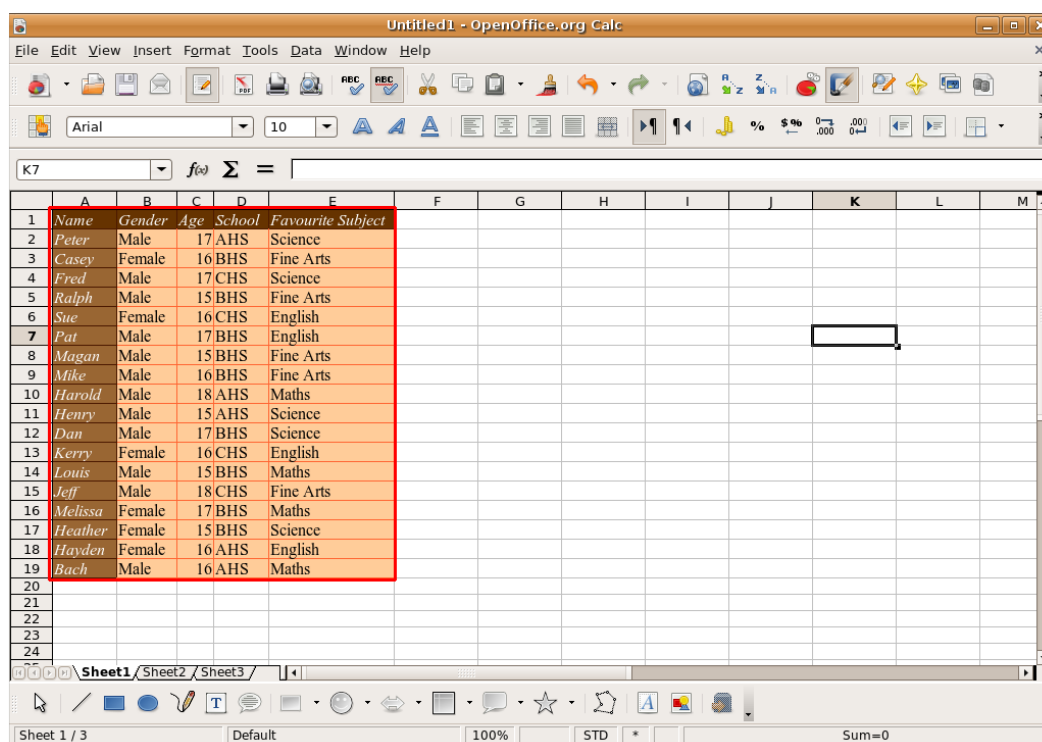 Untitled1 - OpenOffice.org Calc
File Edit View Insert Format Tools Data Window Help
Arial 10
K7 f(x) Σ =
A B C D E F G H I J K L M
1 Name Gender Age School Favourite Subject
2 Peter Male 17 AHS Science
3 Casey Female 16 BHS Fine Arts
4 Fred Male 17 CHS Science
5 Ralph Male 15 BHS Fine Arts
6 Sue Female 16 CHS English
7 Pat Male 17 BHS English
8 Magan Male 15 BHS Fine Arts
9 Mike Male 16 BHS Fine Arts
10 Harold Male 18 AHS Maths
11 Henry Male 15 AHS Science
12 Dan Male 17 BHS Science
13 Kerry Female 16 CHS English
14 Louis Male 15 BHS Maths
15 Jeff Male 18 CHS Fine Arts
16 Melissa Female 17 BHS Maths
17 Heather Female 15 BHS Science
18 Hayden Female 16 AHS English
19 Bach Male 16 AHS Maths
20
21
22
23
24
Sheet1 Sheet2 Sheet3
Sheet 1 / 3 Default 100% STD * Sum=0